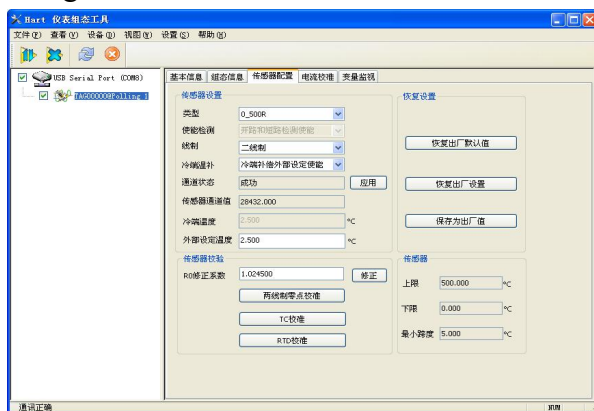 Hart 仪表组态工具
文件(F) 查看(V) 设备(D) 视图(W) 设置(S) 帮助(H)
USB Serial Port (COM8)
TAG00000@Polling 1
基本信息 组态信息 传感器配置 电流校准 变量监视
传感器设置
类型 0_500R
使能检测 开路和短路检测使能
线制 二线制
冷端温补 冷端补偿外部设定使能
通道状态 成功 应用
传感器通道值 28432.000
冷端温度 2.500 ℃
外部设定温度 2.500 ℃
传感器校验
R0修正系数 1.024500 修正
两线制零点校准
TC校准
RTD校准
恢复设置
恢复出厂默认值
恢复出厂设置
保存为出厂值
传感器
上限 500.000 ℃
下限 0.000 ℃
最小跨度 5.000 ℃
通讯正确
NUM